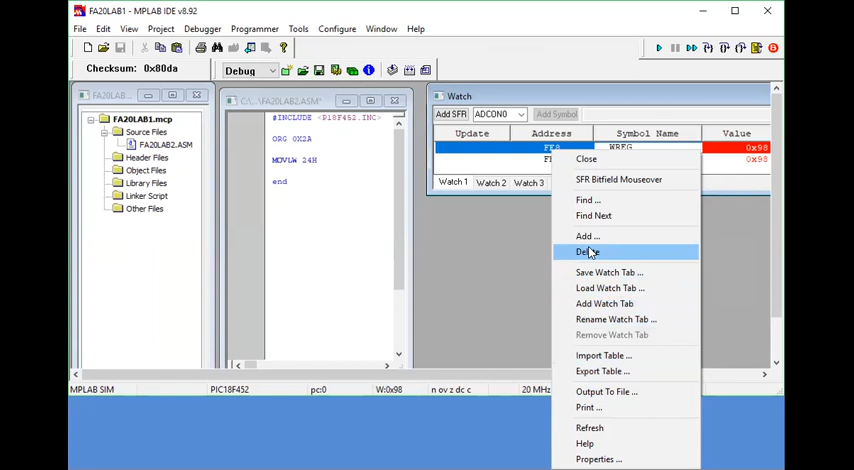 FA20LAB1 - MPLAB IDE v8.92
File Edit View Project Debugger Programmer Tools Configure Window Help
Checksum: 0x80da
Debug
FA20LAB...
FA20LAB1.mcp
Source Files
FA20LAB2.ASM
Header Files
Object Files
Library Files
Linker Script
Other Files
C:\...\FA20LAB2.ASM*
$INCLUDE <P18F452.INC>
ORG 0X2A
MOVLW 24H
end
Watch
Add SFR ADCON0 Add Symbol
Update Address Symbol Name Value
FE8 WREG 0x98
0x98
Watch 1 Watch 2 Watch 3
Close
SFR Bitfield Mouseover
Find ...
Find Next
Add ...
Delete
Save Watch Tab ...
Load Watch Tab ...
Add Watch Tab
Rename Watch Tab ...
Remove Watch Tab
Import Table ...
Export Table ...
Output To File ...
Print ...
Refresh
Help
Properties ...
MPLAB SIM PIC18F452 pc:0 W:0x98 n ov z dc c 20 MHz